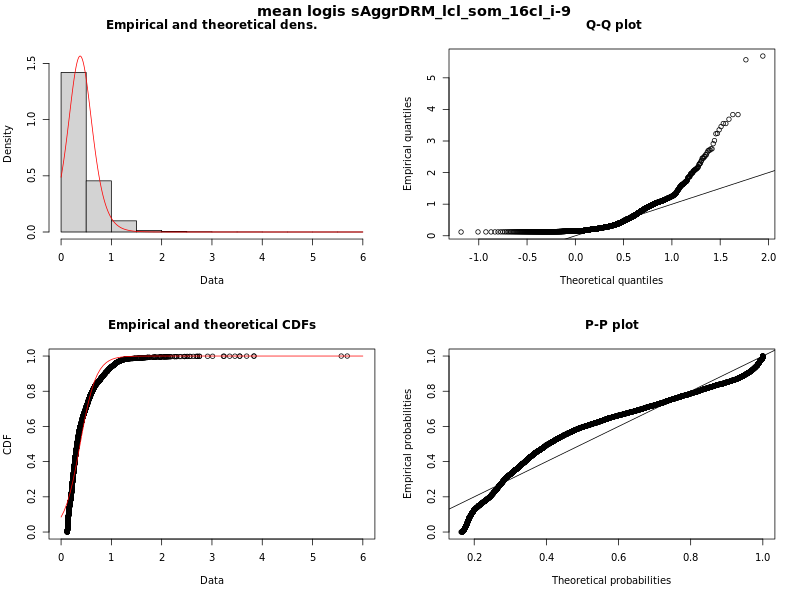 mean logis sAggrDRM_lcl_som_16cl_i-9
Empirical and theoretical dens.
Density
0.0 0.5 1.0 1.5
0 1 2 3 4 5 6
Data
Q-Q plot
Empirical quantiles
0 1 2 3 4 5
-1.0 -0.5 0.0 0.5 1.0 1.5 2.0
Theoretical quantiles
Empirical and theoretical CDFs
CDF
0.0 0.2 0.4 0.6 0.8 1.0
0 1 2 3 4 5 6
Data
P-P plot
Empirical probabilities
0.0 0.2 0.4 0.6 0.8 1.0
0.2 0.4 0.6 0.8 1.0
Theoretical probabilities